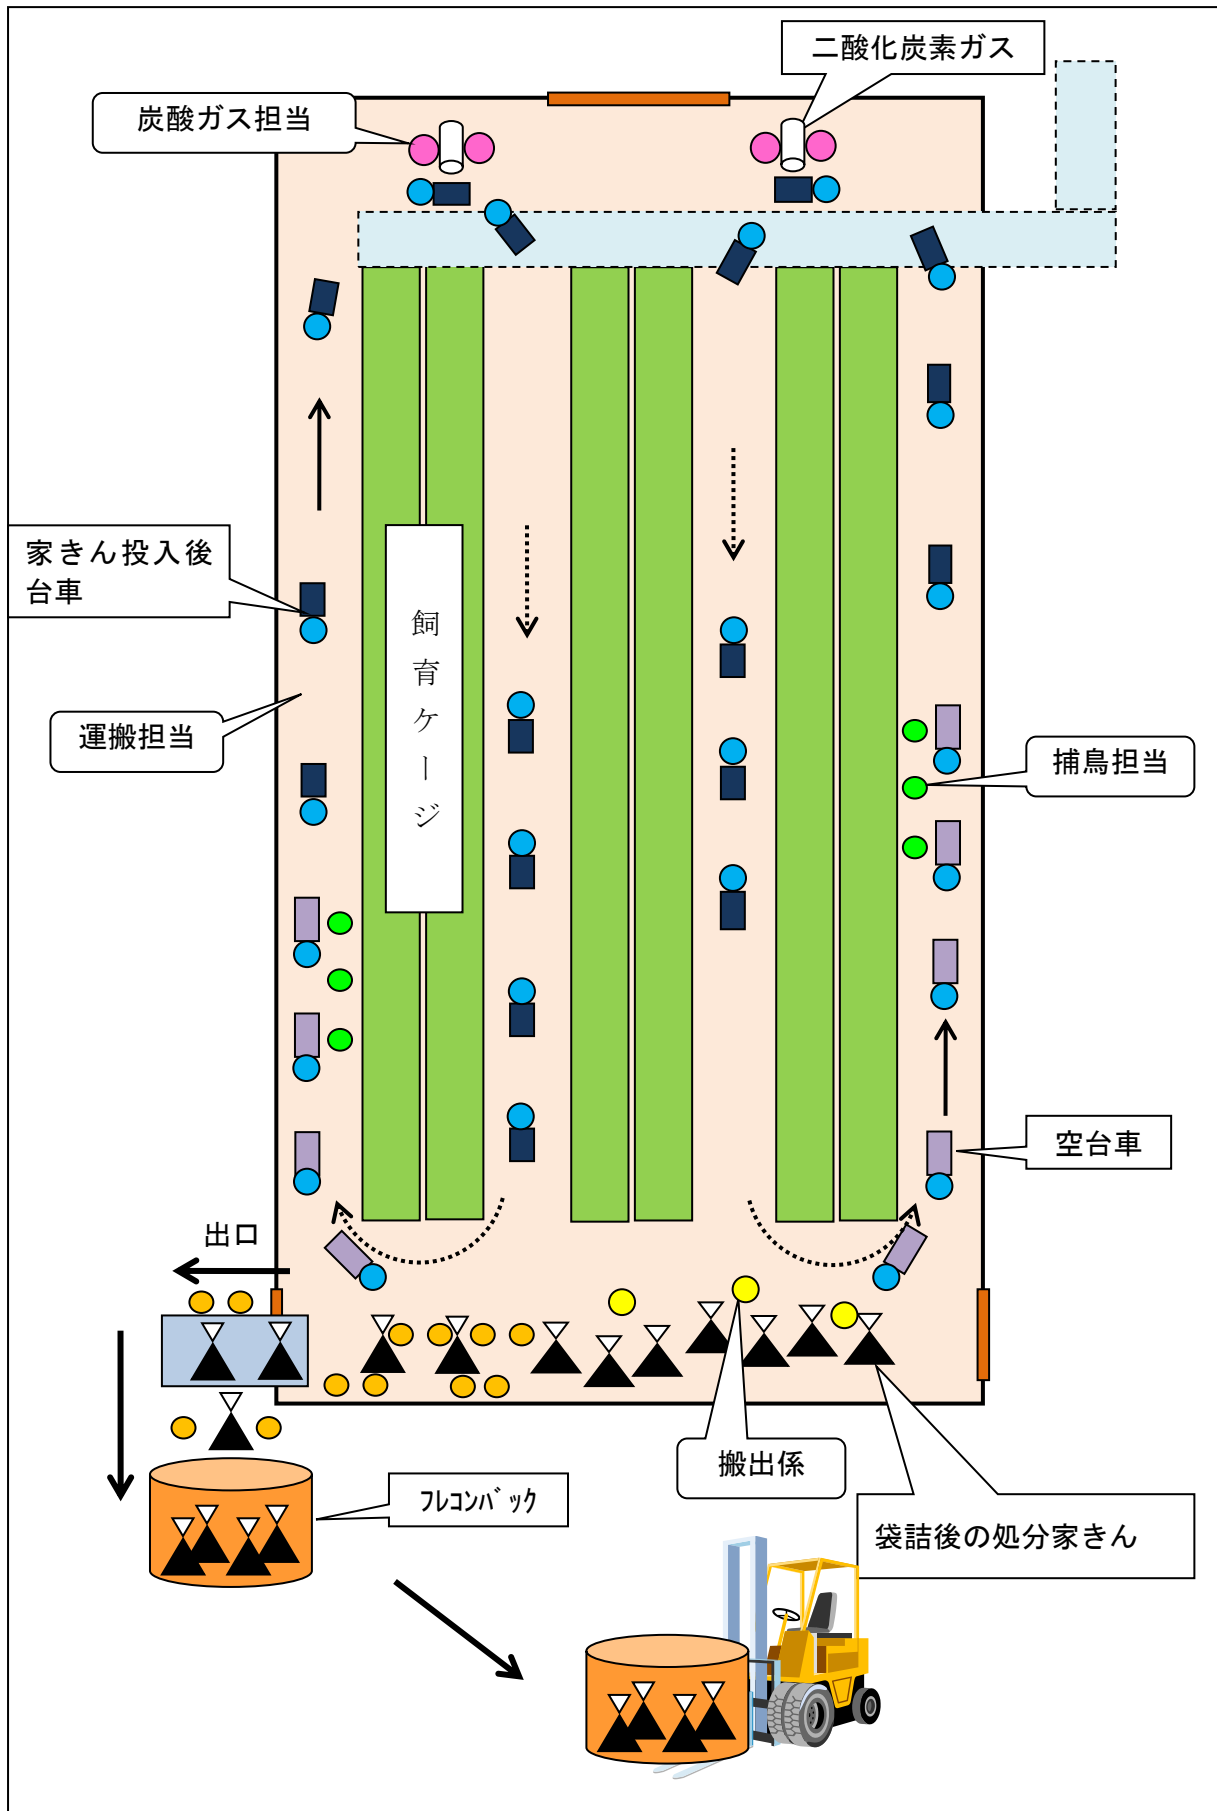 二酸化炭素ガス
炭酸ガス担当
家きん投入後
台車
飼育ケージ
運搬担当
捕鳥担当
空台車
出口
搬出係
ﾌﾚｺﾝﾊﾞｯｸ
袋詰後の処分家きん